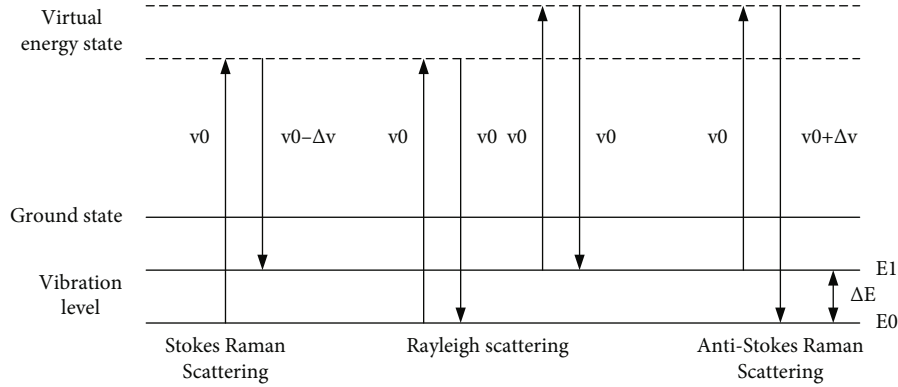 Virtual
energy state
v0
v0–Δv
v0
v0
v0
v0
v0
v0+Δv
Ground state
Vibration
level
E1
ΔE
E0
Stokes Raman
Scattering
Rayleigh scattering
Anti-Stokes Raman
Scattering